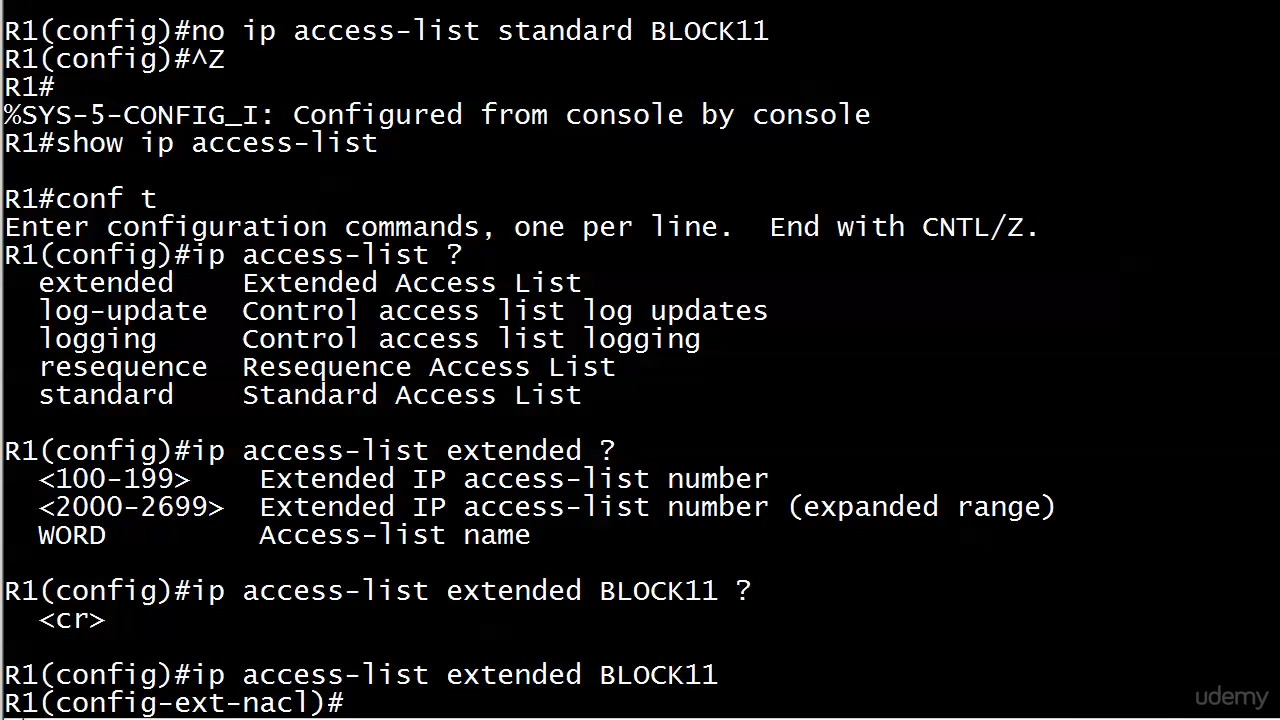 R1(config)#no ip access-list standard BLOCK11
R1(config)#^Z
R1#
%SYS-5-CONFIG_I: Configured from console by console
R1#show ip access-list
R1#conf t
Enter configuration commands, one per line.  End with CNTL/Z.
R1(config)#ip access-list ?
  extended    Extended Access List
  log-update  Control access list log updates
  logging     Control access list logging
  resequence  Resequence Access List
  standard    Standard Access List
R1(config)#ip access-list extended ?
  <100-199>    Extended IP access-list number
  <2000-2699>  Extended IP access-list number (expanded range)
  WORD         Access-list name
R1(config)#ip access-list extended BLOCK11 ?
  <cr>
R1(config)#ip access-list extended BLOCK11
R1(config-ext-nacl)#
udemy